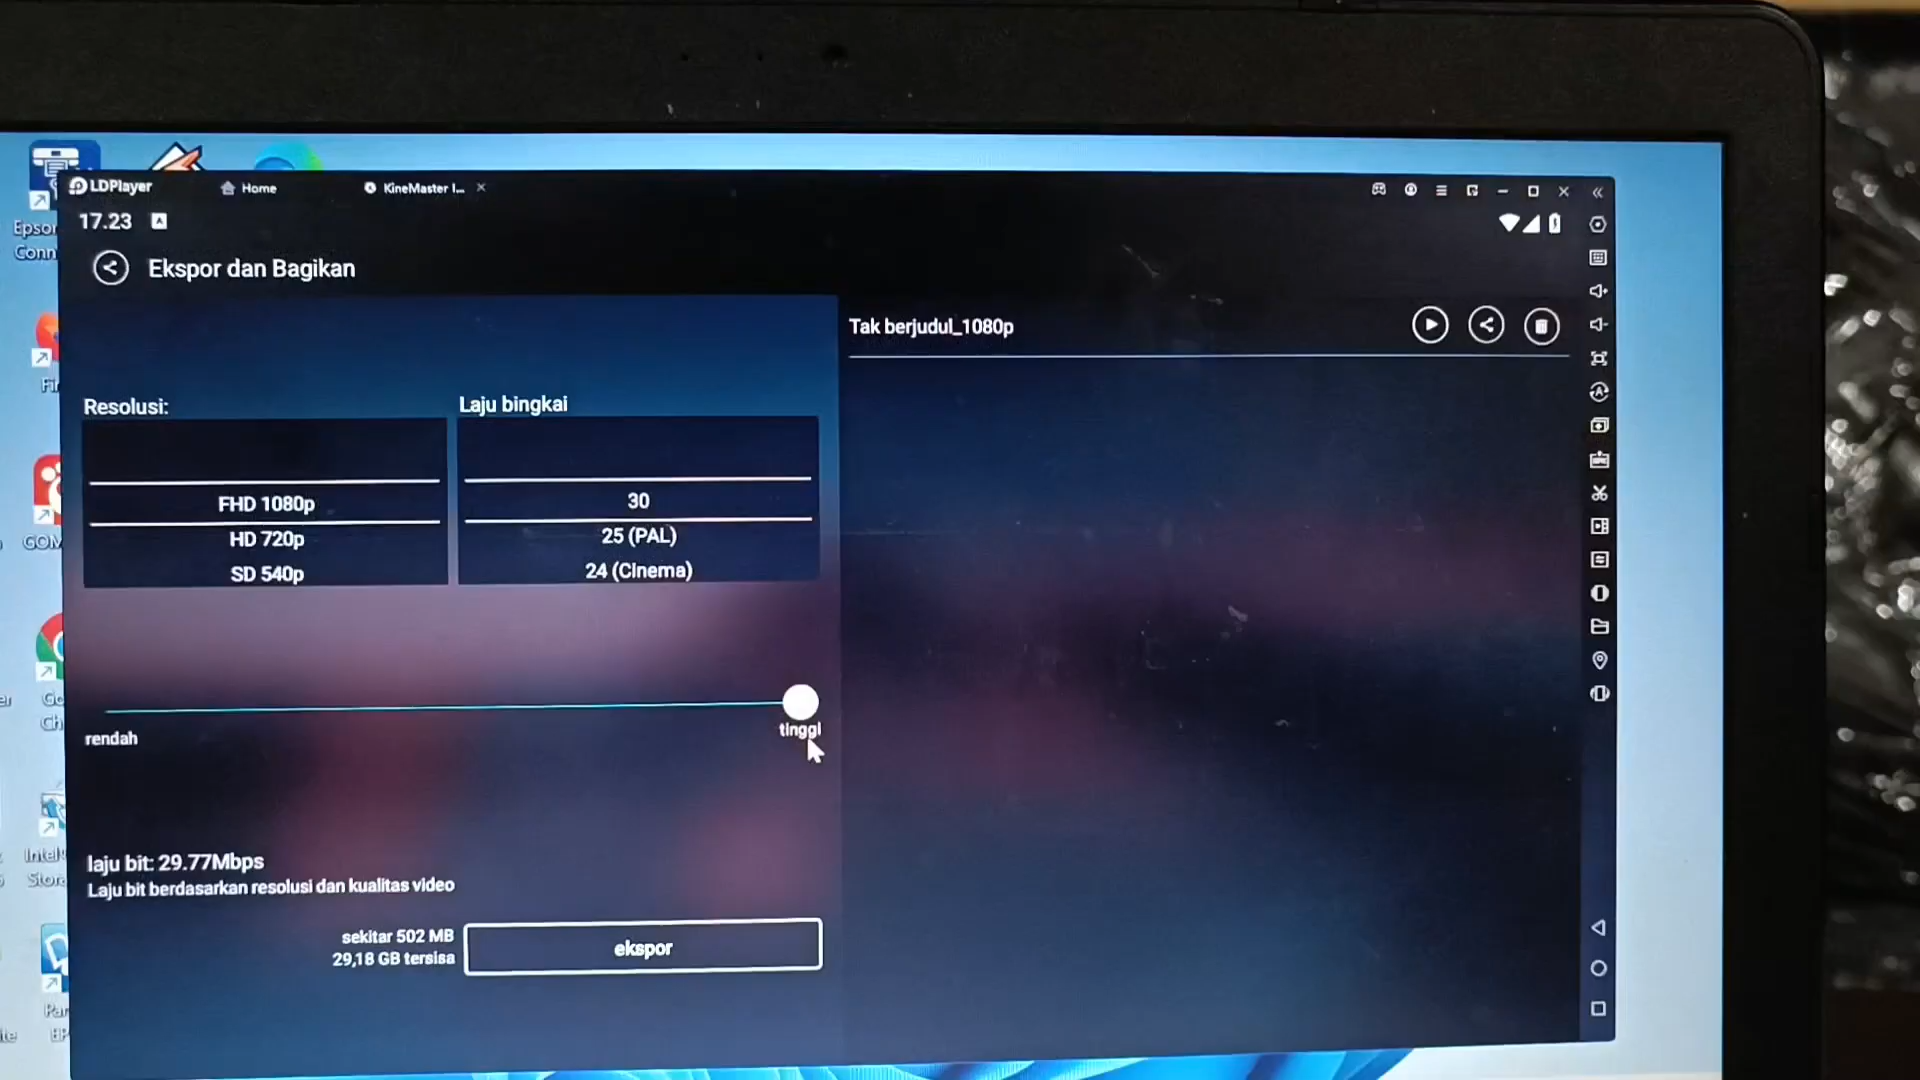 LDPlayer
Home
KineMaster I...
17.23
Ekspor dan Bagikan
Tak berjudul_1080p
Resolusi:
Laju bingkai
FHD 1080p
HD 720p
SD 540p
30
25 (PAL)
24 (Cinema)
rendah
tinggi
laju bit: 29.77Mbps
Laju bit berdasarkan resolusi dan kualitas video
sekitar 502 MB
29,18 GB tersisa
ekspor
Epson
Conn
GOM
Intel
Stora